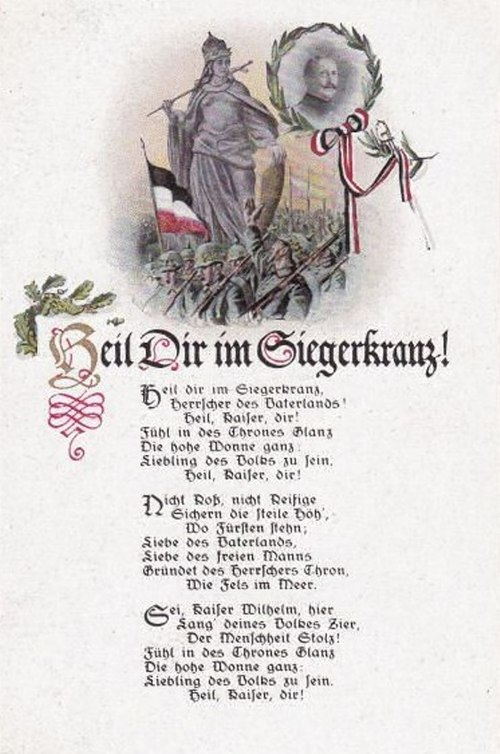 Heil Dir im Siegerkranz!
Heil dir im Siegerkranz,
Herrscher des Vaterlands!
Heil, Kaiser, dir!
Fühl in des Thrones Glanz
Die hohe Wonne ganz:
Liebling des Volks zu sein.
Heil, Kaiser, dir!
Nicht Roß, nicht Reisige
Sichern die steile Höh',
Wo Fürsten stehn;
Liebe des Vaterlands,
Liebe des freien Manns
Gründet des Herrschers Thron,
Wie Fels im Meer.
Sei, Kaiser Wilhelm, hier
Lang' deines Volkes Zier,
Der Menschheit Stolz!
Fühl in des Thrones Glanz
Die hohe Wonne ganz:
Liebling des Volks zu sein.
Heil, Kaiser, dir!